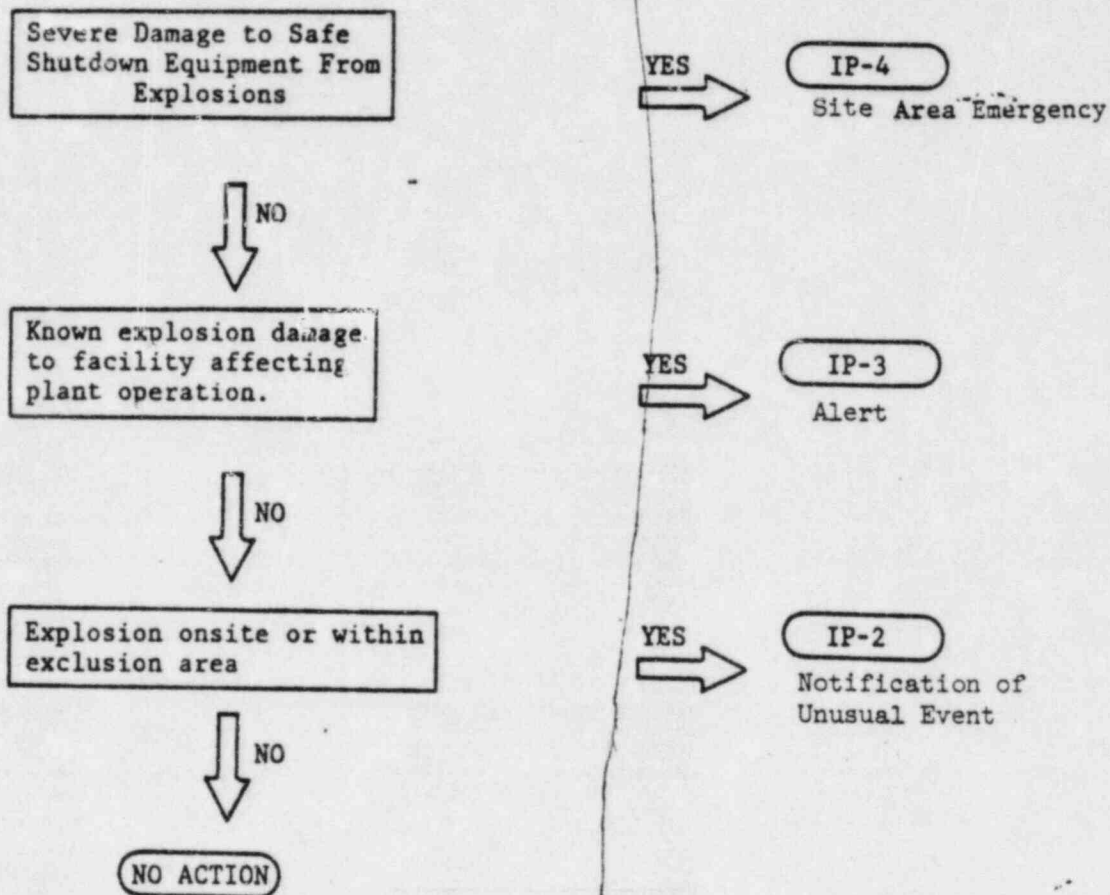 Severe Damage to Safe
Shutdown Equipment From
Explosions
YES
IP-4
Site Area Emergency
NO
Known explosion damage
to facility affecting
plant operation.
YES
IP-3
Alert
NO
Explosion onsite or within
exclusion area
YES
IP-2
Notification of
Unusual Event
NO
NO ACTION